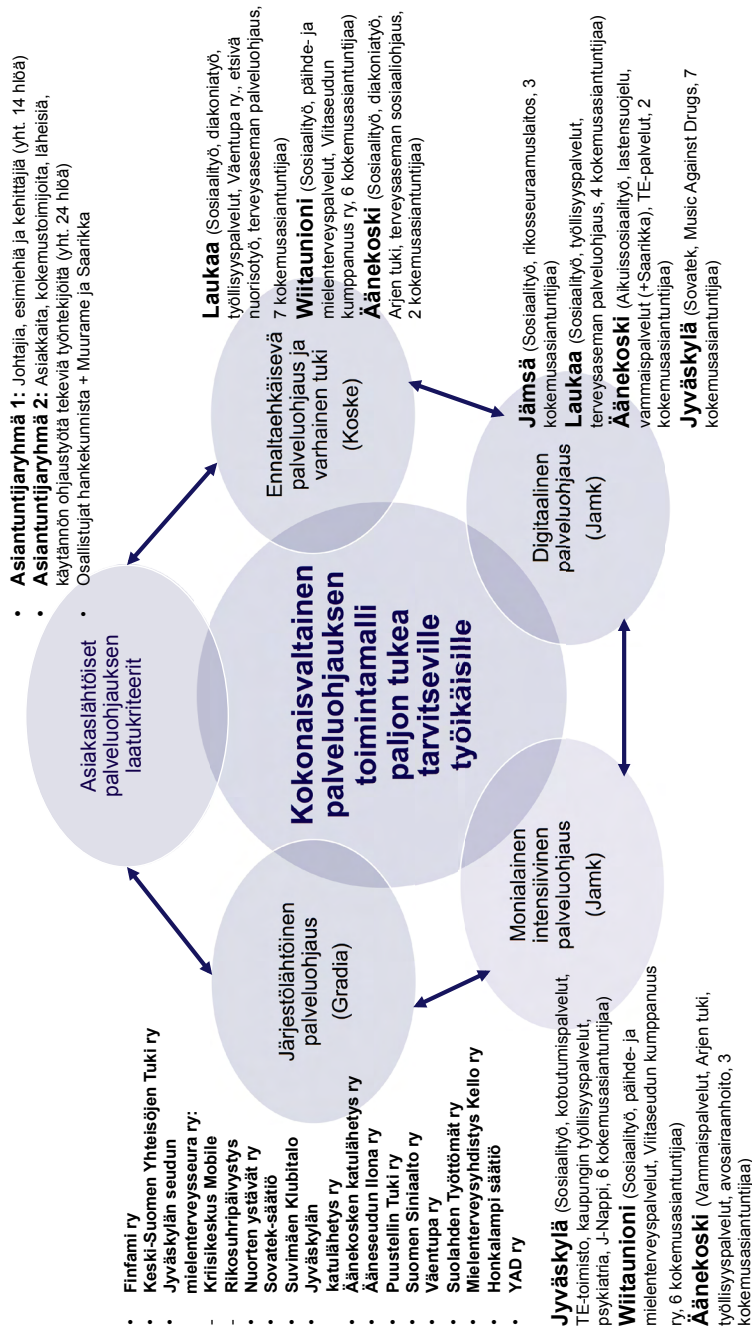 • Asiantuntijaryhmä 1: Johtajia, esimiehiä ja kehittäjiä (yht. 14 hlöä)
• Asiantuntijaryhmä 2: Asiakkaita, kokemustoimijoita, läheisiä,
käytännön ohjaustyötä tekeviä työntekijöitä (yht. 24 hlöä)
• Osallistujat hankekunnista + Muurame ja Saarikka
Asiakaslähtöiset
palveluohjauksen
laatukriteerit
• Finfami ry
• Keski-Suomen Yhteisöjen Tuki ry
• Jyväskylän seudun
mielenterveysseura ry:
- Kriisikeskus Mobile
- Rikosuhripäivystys
• Nuorten ystävät ry
• Sovatek-säätiö
• Suvimäen Klubitalo
• Jyväskylän
katulähetys ry
• Äänekosken katulähetys ry
• Ääneseudun Ilona ry
• Puustellin Tuki ry
• Suomen Siniaalto ry
• Väentupa ry
• Suolahden Työttömät ry
• Mielenterveysyhdistys Kello ry
• Honkalampi säätiö
• YAD ry
Järjestölähtöinen
palveluohjaus
(Gradia)
Kokonaisvaltainen
palveluohjauksen
toimintamalli
paljon tukea
tarvitseville
työikäisille
Ennaltaehkäisevä
palveluohjaus ja
varhainen tuki
(Koske)
Laukaa (Sosiaalityö, diakoniatyö,
työllisyyspalvelut, Väentupa ry., etsivä
nuorisotyö, terveysaseman palveluohjaus,
7 kokemusasiantuntijaa)
Wiitaunioni (Sosiaalityö, päihde- ja
mielenterveyspalvelut, Viitaseudun
kumppanuus ry, 6 kokemusasiantuntijaa)
Äänekoski (Sosiaalityö, diakoniatyö,
Arjen tuki, terveysaseman sosiaaliohjaus,
2 kokemusasiantuntijaa)
Monialainen
intensiivinen
palveluohjaus
(Jamk)
Digitaalinen
palveluohjaus
(Jamk)
Jyväskylä (Sosiaalityö, kotoutumispalvelut,
TE-toimisto, kaupungin työllisyyspalvelut,
psykiatria, J-Nappi, 6 kokemusasiantuntijaa)
Wiitaunioni (Sosiaalityö, päihde- ja
mielenterveyspalvelut, Viitaseudun kumppanuus
ry, 6 kokemusasiantuntijaa)
Äänekoski (Vammaispalvelut, Arjen tuki,
työllisyyspalvelut, avosairaanhoito, 3
kokemusasiantuntijaa)
Jämsä (Sosiaalityö, rikosseuraamuslaitos, 3
kokemusasiantuntijaa)
Laukaa (Sosiaalityö, työllisyyspalvelut,
terveysaseman palveluohjaus, 4 kokemusasiantuntijaa)
Äänekoski (Aikuissosiaalityö, lastensuojelu,
vammaispalvelut (+Saarikka), TE-palvelut, 2
kokemusasiantuntijaa)
Jyväskylä (Sovatek, Music Against Drugs, 7
kokemusasiantuntijaa)